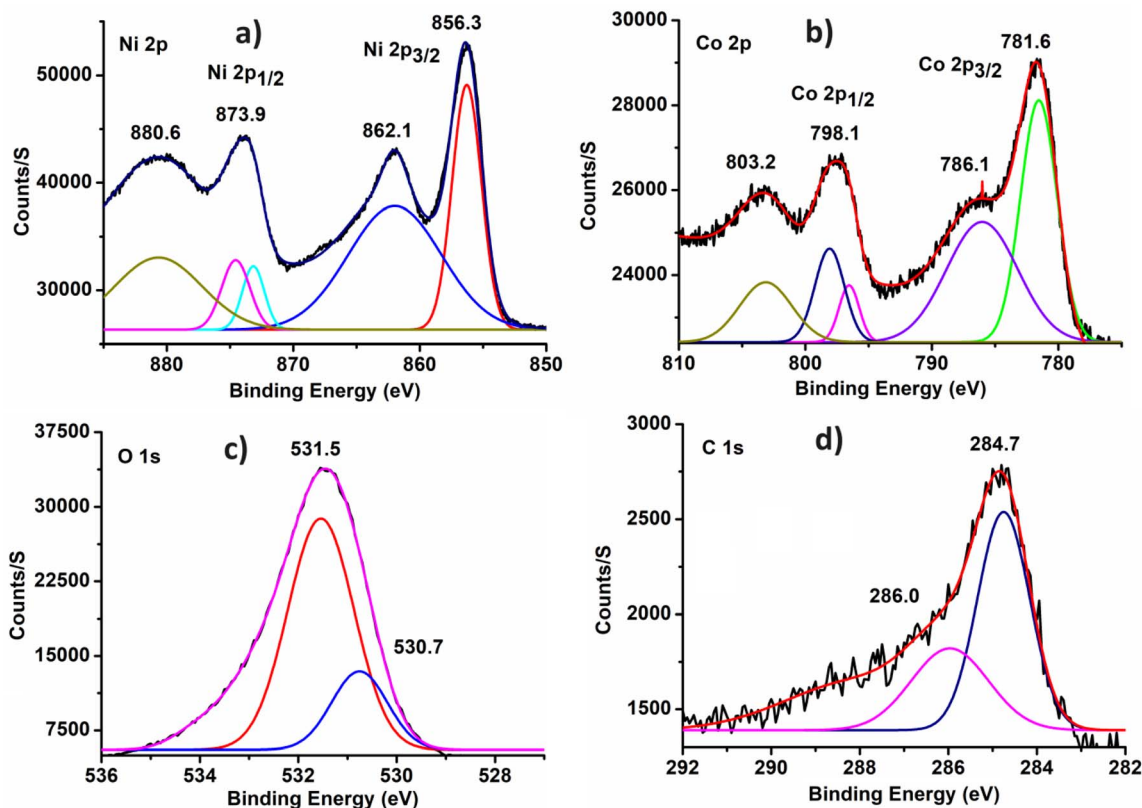 a)
Ni 2p
Ni 2p1/2
Ni 2p3/2
856.3
873.9
880.6
862.1
50000
40000
30000
Counts/S
880
870
860
850
Binding Energy (eV)
b)
Co 2p
Co 2p1/2
Co 2p3/2
781.6
798.1
803.2
786.1
30000
28000
26000
24000
Counts/S
810
800
790
780
Binding Energy (eV)
c)
O 1s
531.5
530.7
37500
30000
22500
15000
7500
Counts/S
536
534
532
530
528
Binding Energy (eV)
d)
C 1s
284.7
286.0
3000
2500
2000
1500
Counts/S
292
290
288
286
284
282
Binding Energy (eV)